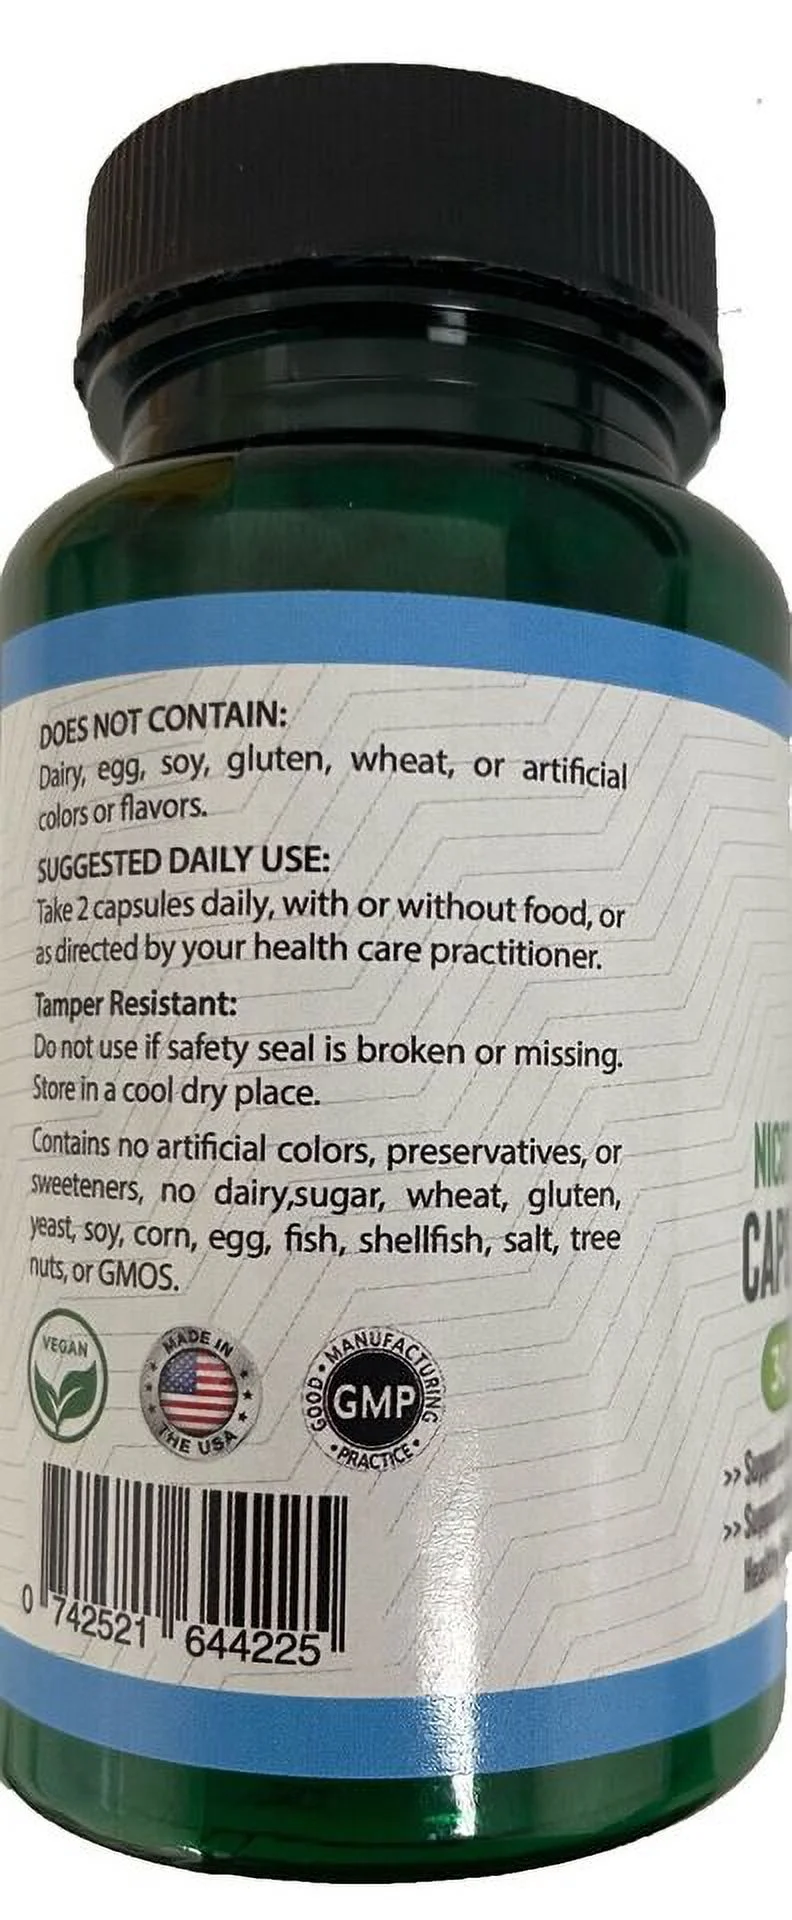 DOES NOT CONTAIN:
Dairy, egg, soy, gluten, wheat, or artificial
colors or flavors.
SUGGESTED DAILY USE:
Take 2 capsules daily, with or without food, or
as directed by your health care practitioner.
Tamper Resistant:
Do not use if safety seal is broken or missing.
Store in a cool dry place.
Contains no artificial colors, preservatives, or
sweeteners, no dairy,sugar, wheat, gluten,
yeast, soy, corn, egg, fish, shellfish, salt, tree
nuts, or GMOS.
VEGAN
MADE IN
THE USA
GOOD • MANUFACTURING
GMP
• PRACTICE •
0 742521 644225